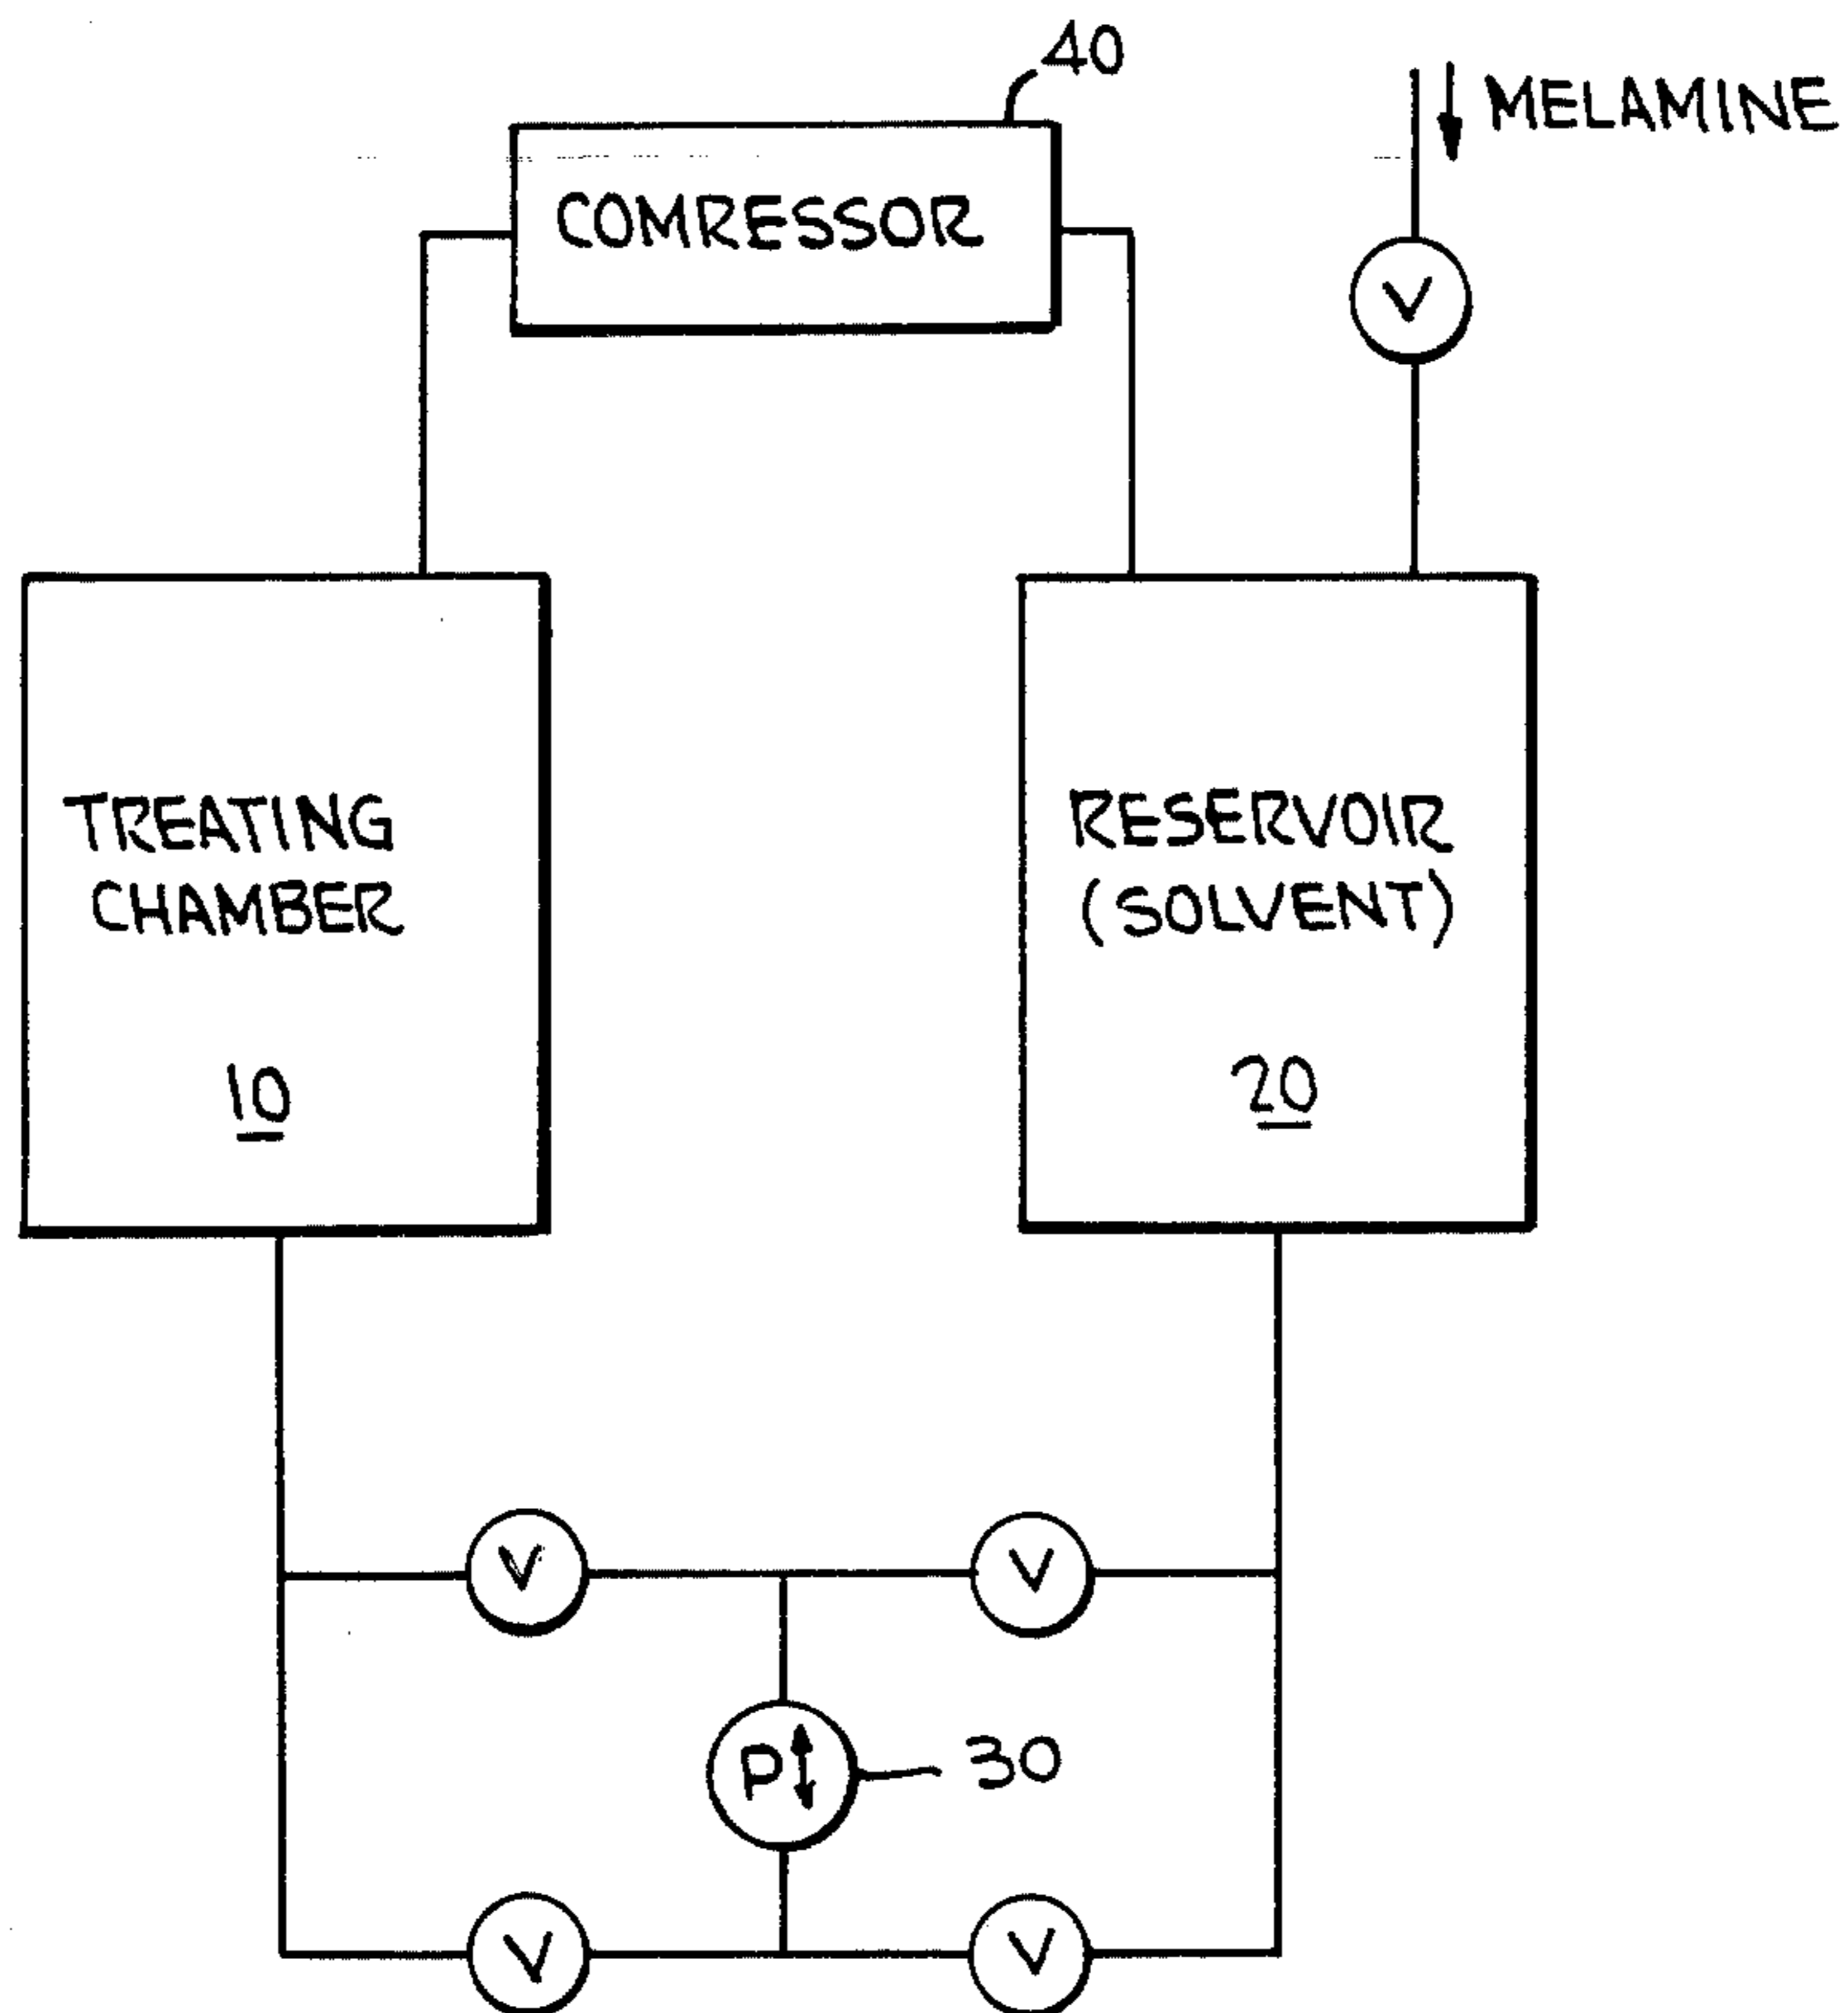 40
MELAMINE
COMRESSOR
V
TREATING
CHAMBER
10
RESERVOIR
(SOLVENT)
20
V
V
P
30
V
V